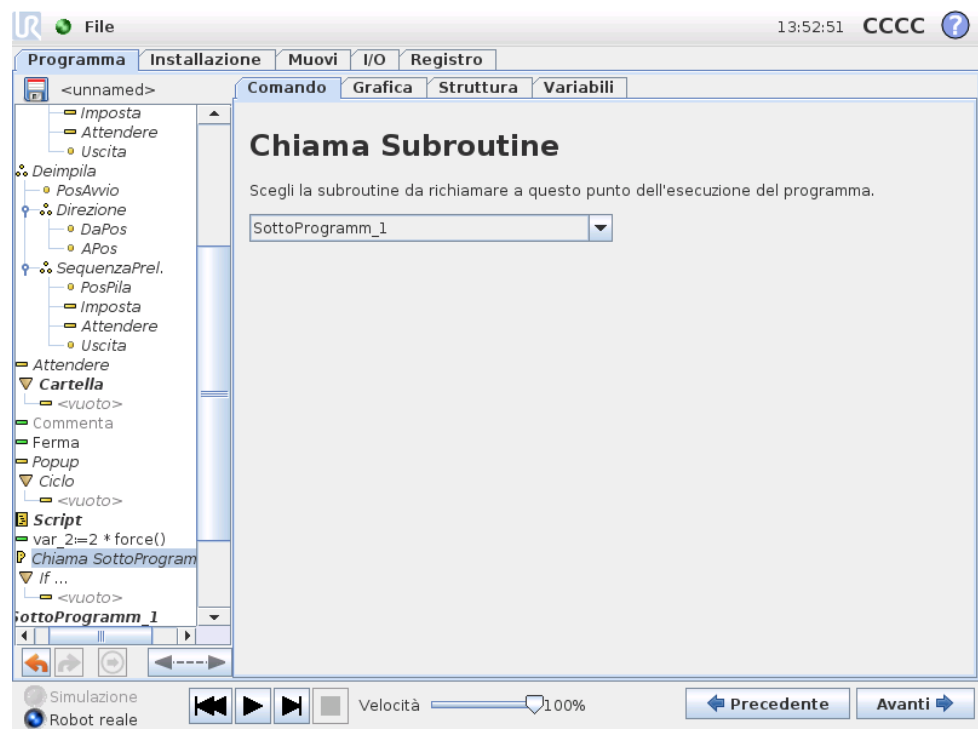 UR File 13:52:51 CCCC ?
Programma Installazione Muovi I/O Registro
<unnamed> Comando Grafica Struttura Variabili
Imposta
Attendere
Uscita
Deimpila
PosAvvio
Direzione
DaPos
APos
SequenzaPrel.
PosPila
Imposta
Attendere
Uscita
Attendere
Cartella
<vuoto>
Commenta
Ferma
Popup
Ciclo
<vuoto>
Script
var_2:=2 * force()
Chiama SottoProgram
If ...
<vuoto>
SottoProgramm_1
Chiama Subroutine
Scegli la subroutine da richiamare a questo punto dell'esecuzione del programma.
SottoProgramm_1
Simulazione
Robot reale
Velocità 100%
Precedente Avanti